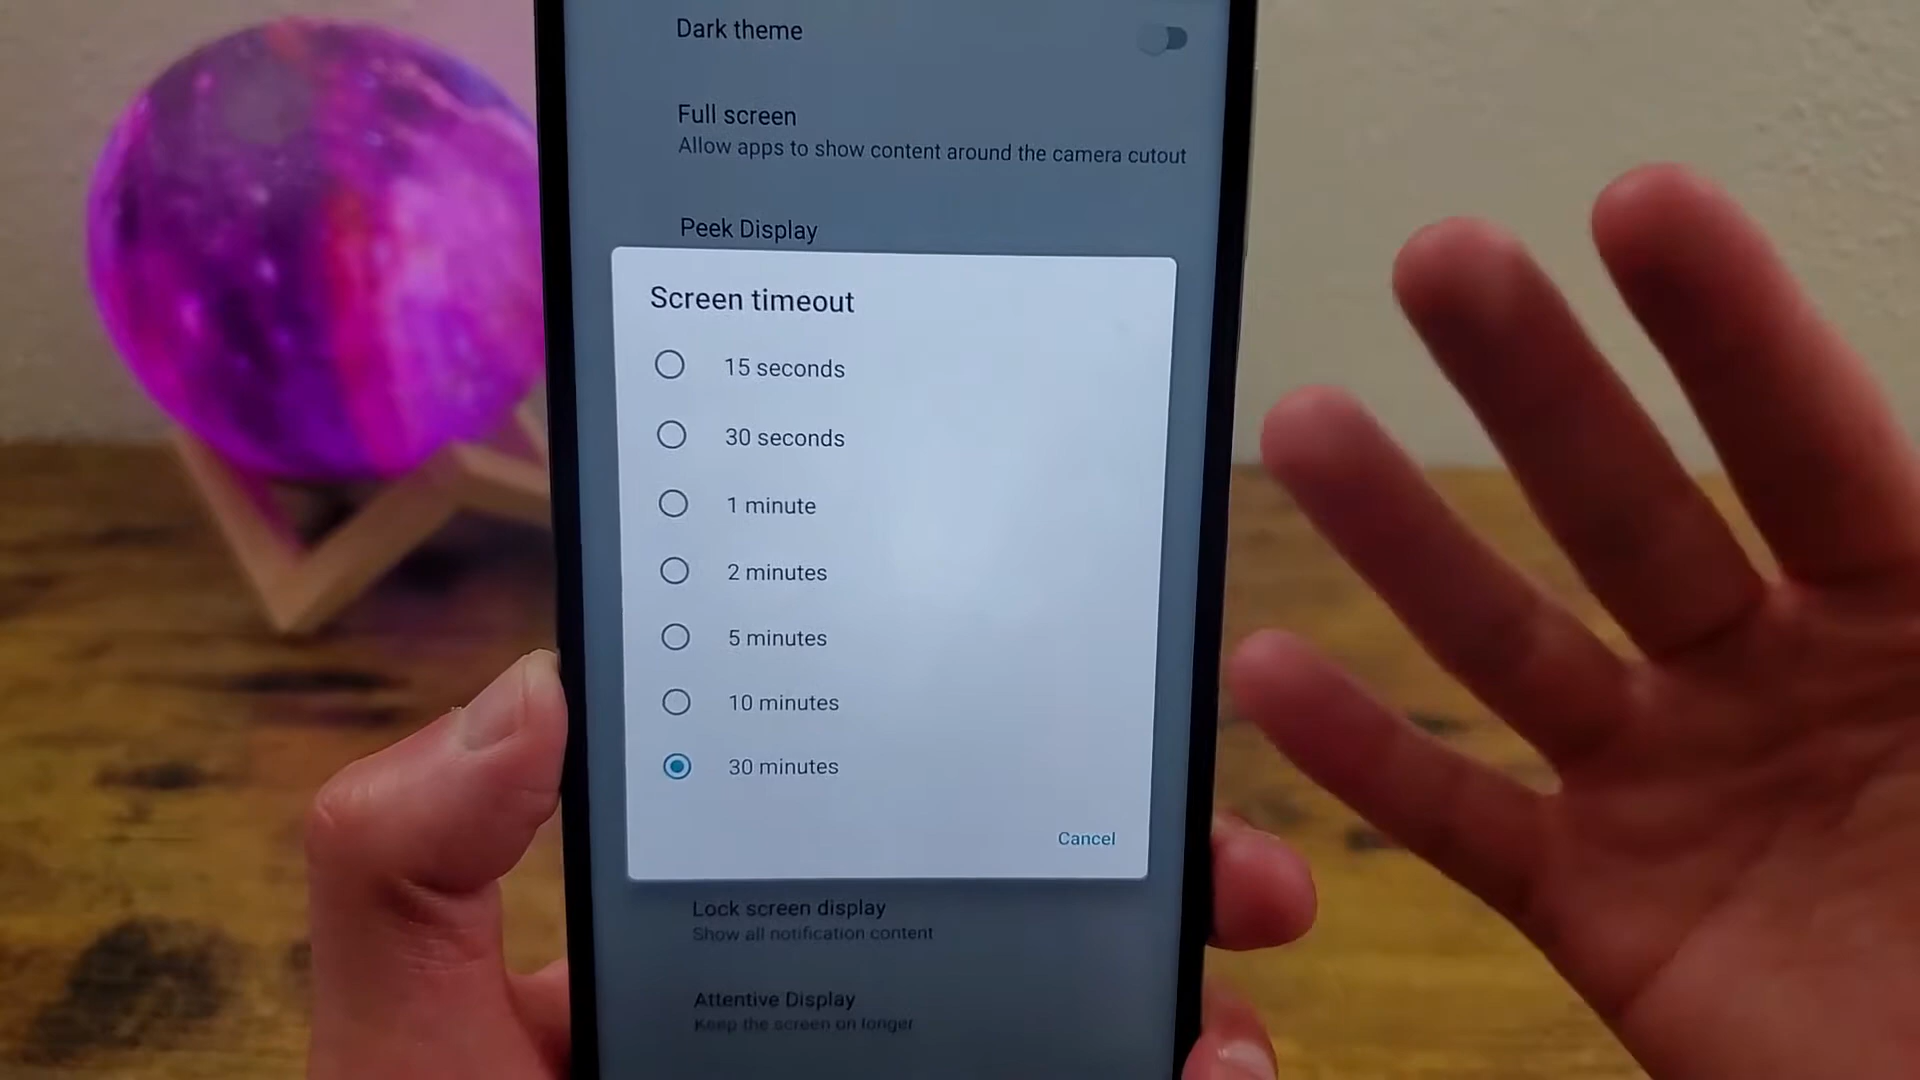 Dark theme
Full screen
Allow apps to show content around the camera cutout
Peek Display
Screen timeout
15 seconds
30 seconds
1 minute
2 minutes
5 minutes
10 minutes
30 minutes
Cancel
Lock screen display
Show all notification content
Attentive Display
Keep the screen on longer